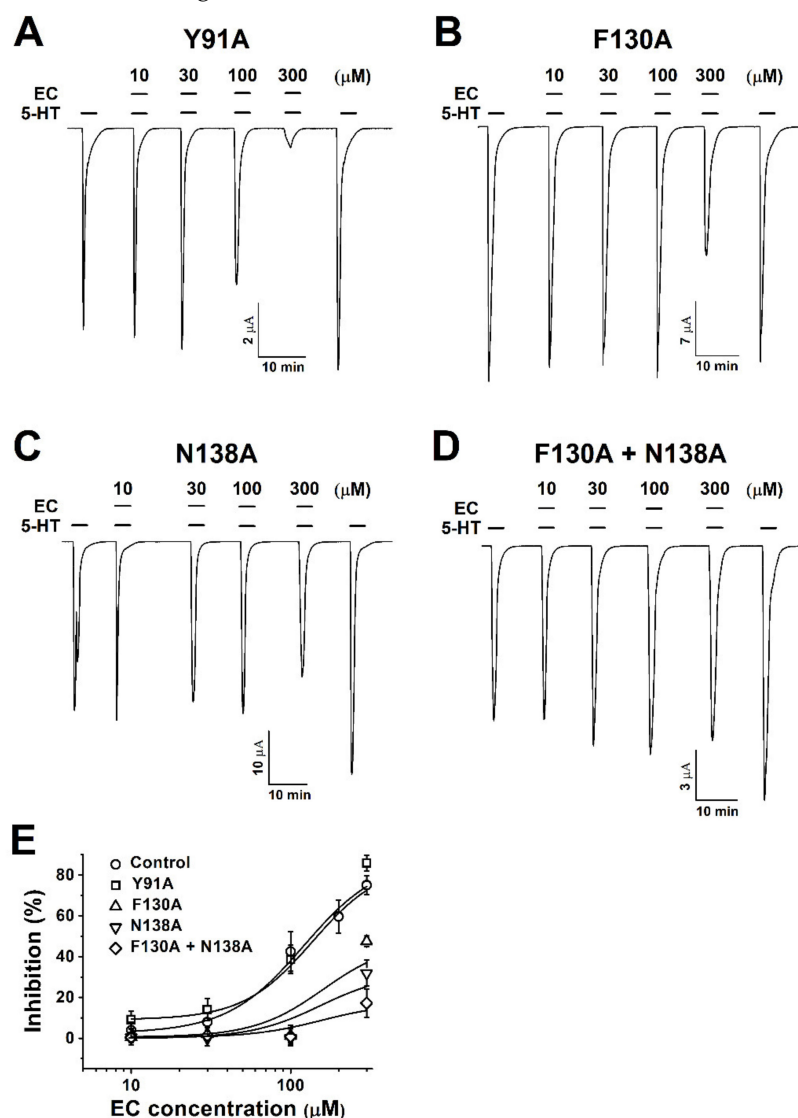 A
Y91A
10 30 100 300 (μM)
EC
5-HT
2 μA
10 min
B
F130A
10 30 100 300 (μM)
EC
5-HT
7 μA
10 min
C
N138A
10 30 100 300 (μM)
EC
5-HT
10 μA
10 min
D
F130A + N138A
10 30 100 300 (μM)
EC
5-HT
3 μA
10 min
E
Inhibition (%)
80
60
40
20
0
Control
Y91A
F130A
N138A
F130A + N138A
10 100
EC concentration (μM)